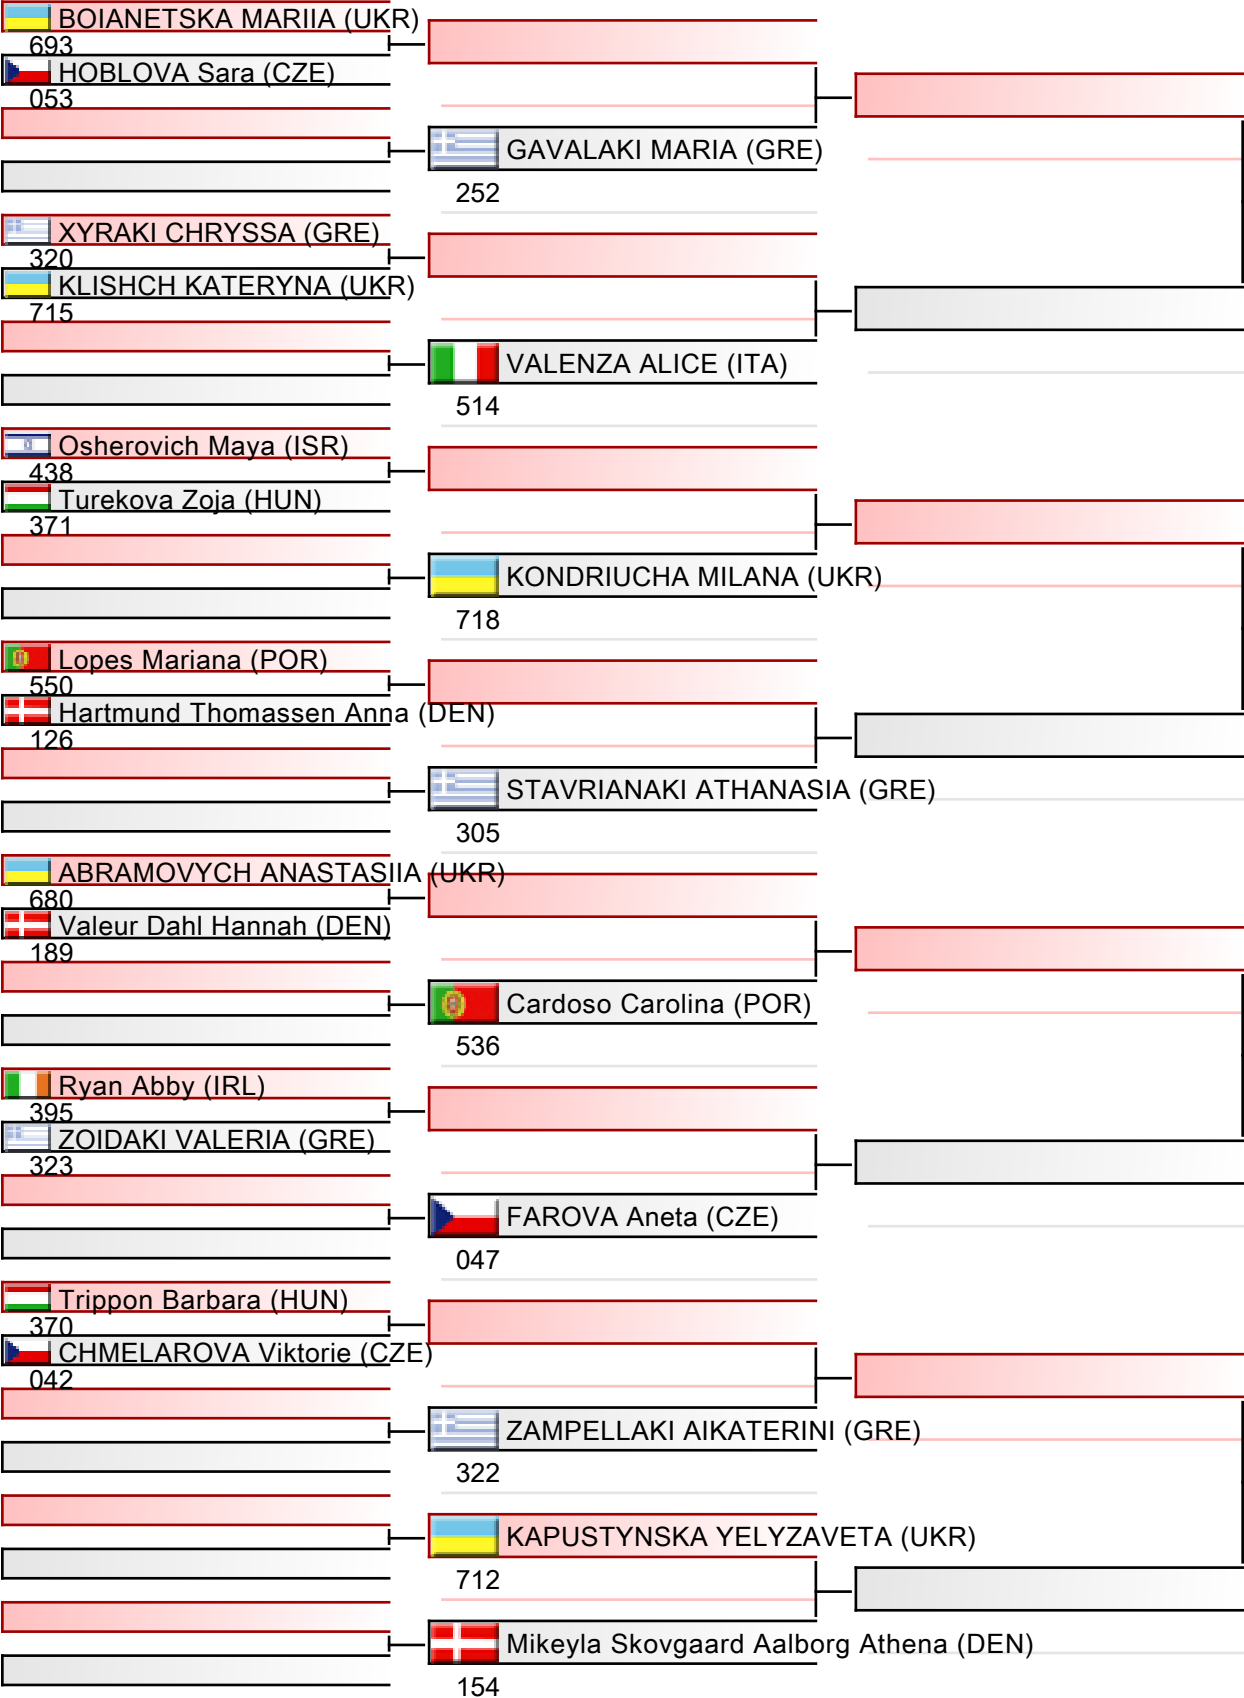 BOIANETSKA MARIIA (UKR)
693
HOBLOVA Sara (CZE)
053
GAVALAKI MARIA (GRE)
252
XYRAKI CHRYSSA (GRE)
320
KLISHCH KATERYNA (UKR)
715
VALENZA ALICE (ITA)
514
Osherovich Maya (ISR)
438
Turekova Zoja (HUN)
371
KONDRIUCHA MILANA (UKR)
718
Lopes Mariana (POR)
550
Hartmund Thomassen Anna (DEN)
126
STAVRIANAKI ATHANASIA (GRE)
305
ABRAMOVYCH ANASTASIIA (UKR)
680
Valeur Dahl Hannah (DEN)
189
Cardoso Carolina (POR)
536
Ryan Abby (IRL)
395
ZOIDAKI VALERIA (GRE)
323
FAROVA Aneta (CZE)
047
Trippon Barbara (HUN)
370
CHMELAROVA Viktorie (CZE)
042
ZAMPELLAKI AIKATERINI (GRE)
322
KAPUSTYNSKA YELYZAVETA (UKR)
712
Mikeyla Skovgaard Aalborg Athena (DEN)
154